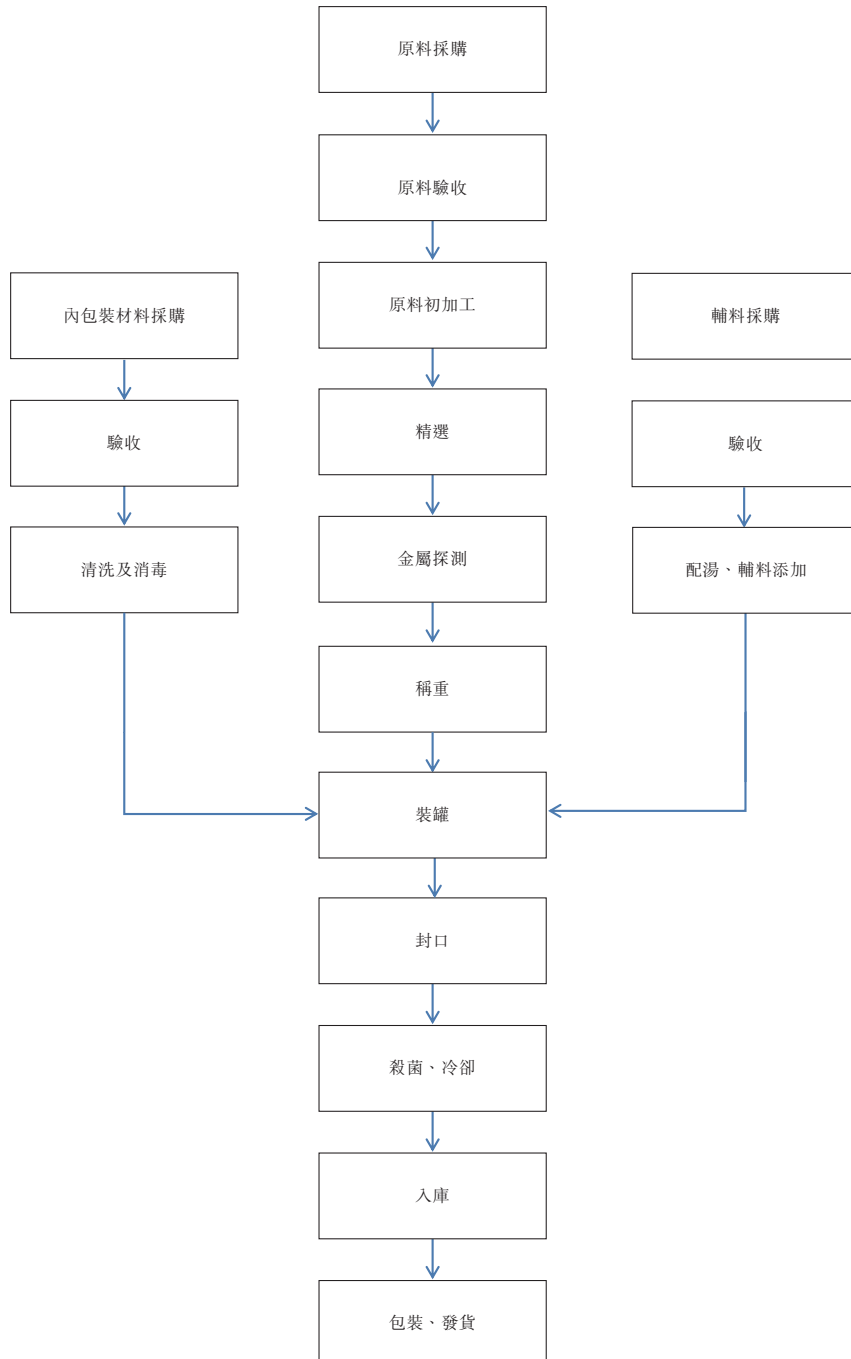 原料採購
原料驗收
原料初加工
內包裝材料採購
輔料採購
精選
驗收
驗收
金屬探測
清洗及消毒
配湯、輔料添加
稱重
裝罐
封口
殺菌、冷卻
入庫
包裝、發貨